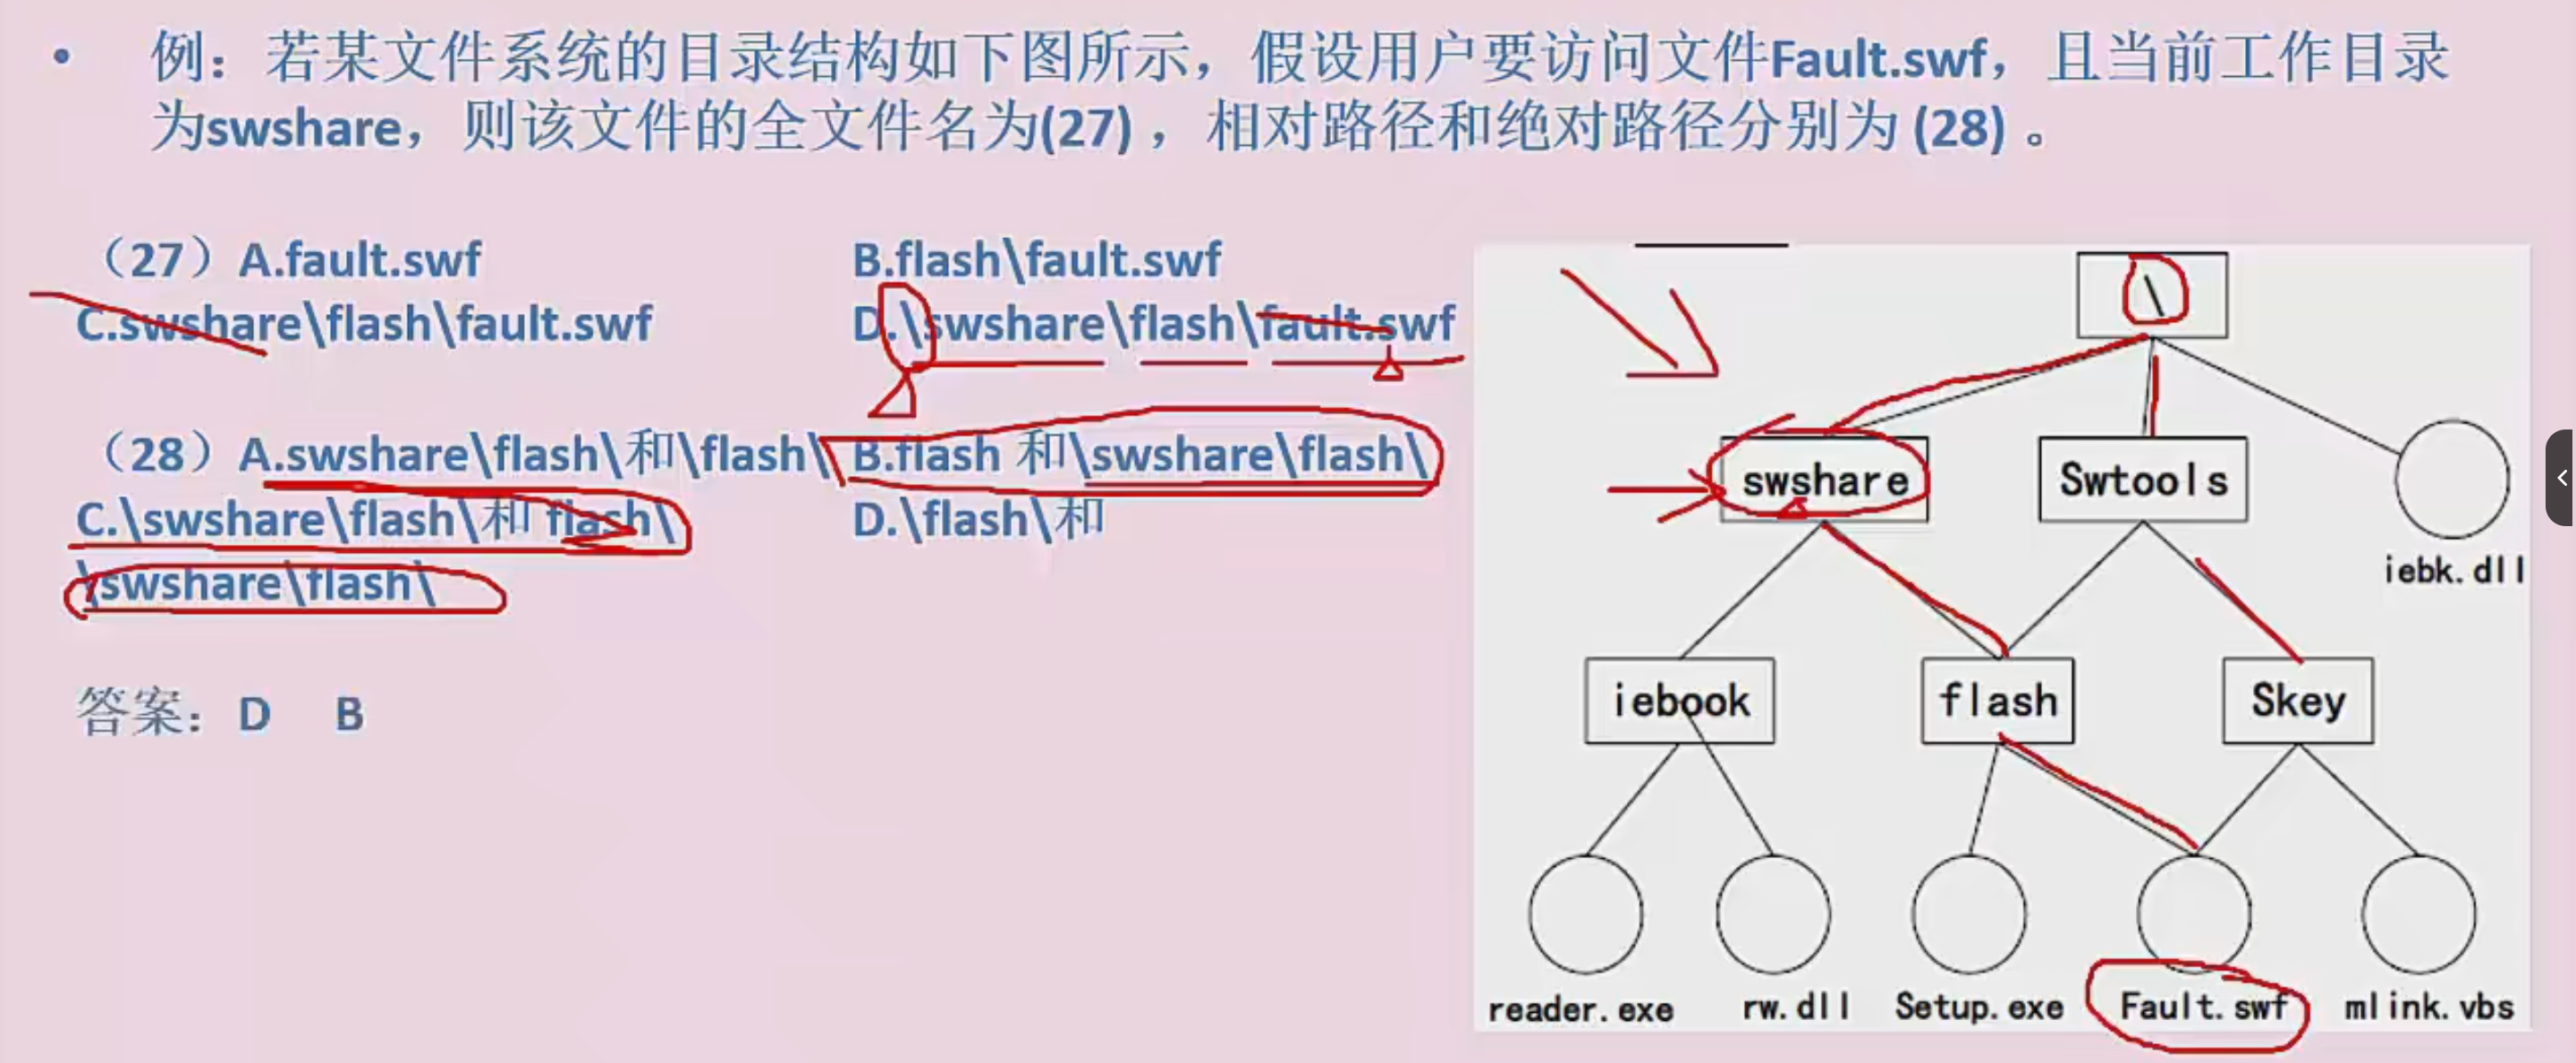 • 例：若某文件系统的目录结构如下图所示，假设用户要访问文件Fault.swf，且当前工作目录
为swshare，则该文件的全文件名为(27) ，相对路径和绝对路径分别为 (28) 。
（27）A.fault.swf B.flash\fault.swf
C.swshare\flash\fault.swf D.\swshare\flash\fault.swf
（28）A.swshare\flash\和\flash\ B.flash 和\swshare\flash\
C.\swshare\flash\和 flash\ D.\flash\和
\swshare\flash\
答案：D B
\
swshare Swtools
iebk.dll
iebook flash Skey
reader.exe rw.dll Setup.exe Fault.swf mlink.vbs